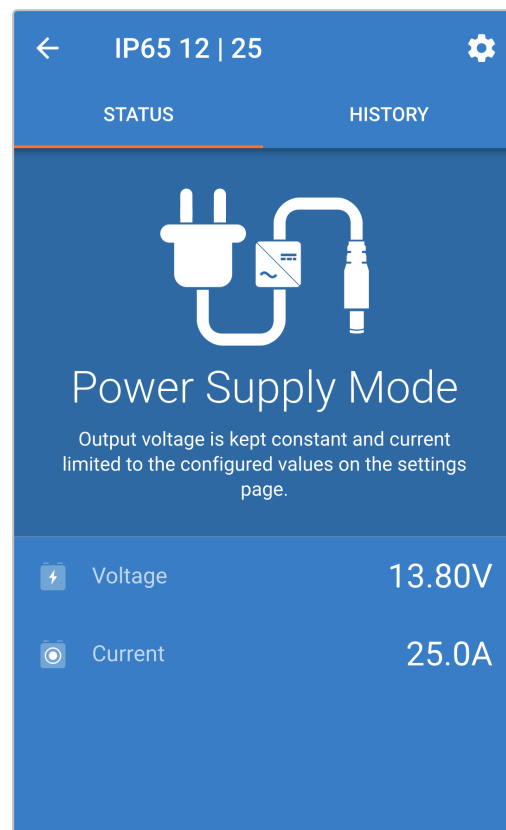 IP65 12 | 25
STATUS
HISTORY
Power Supply Mode
Output voltage is kept constant and current
limited to the configured values on the settings
page.
Voltage
13.80V
Current
25.0A